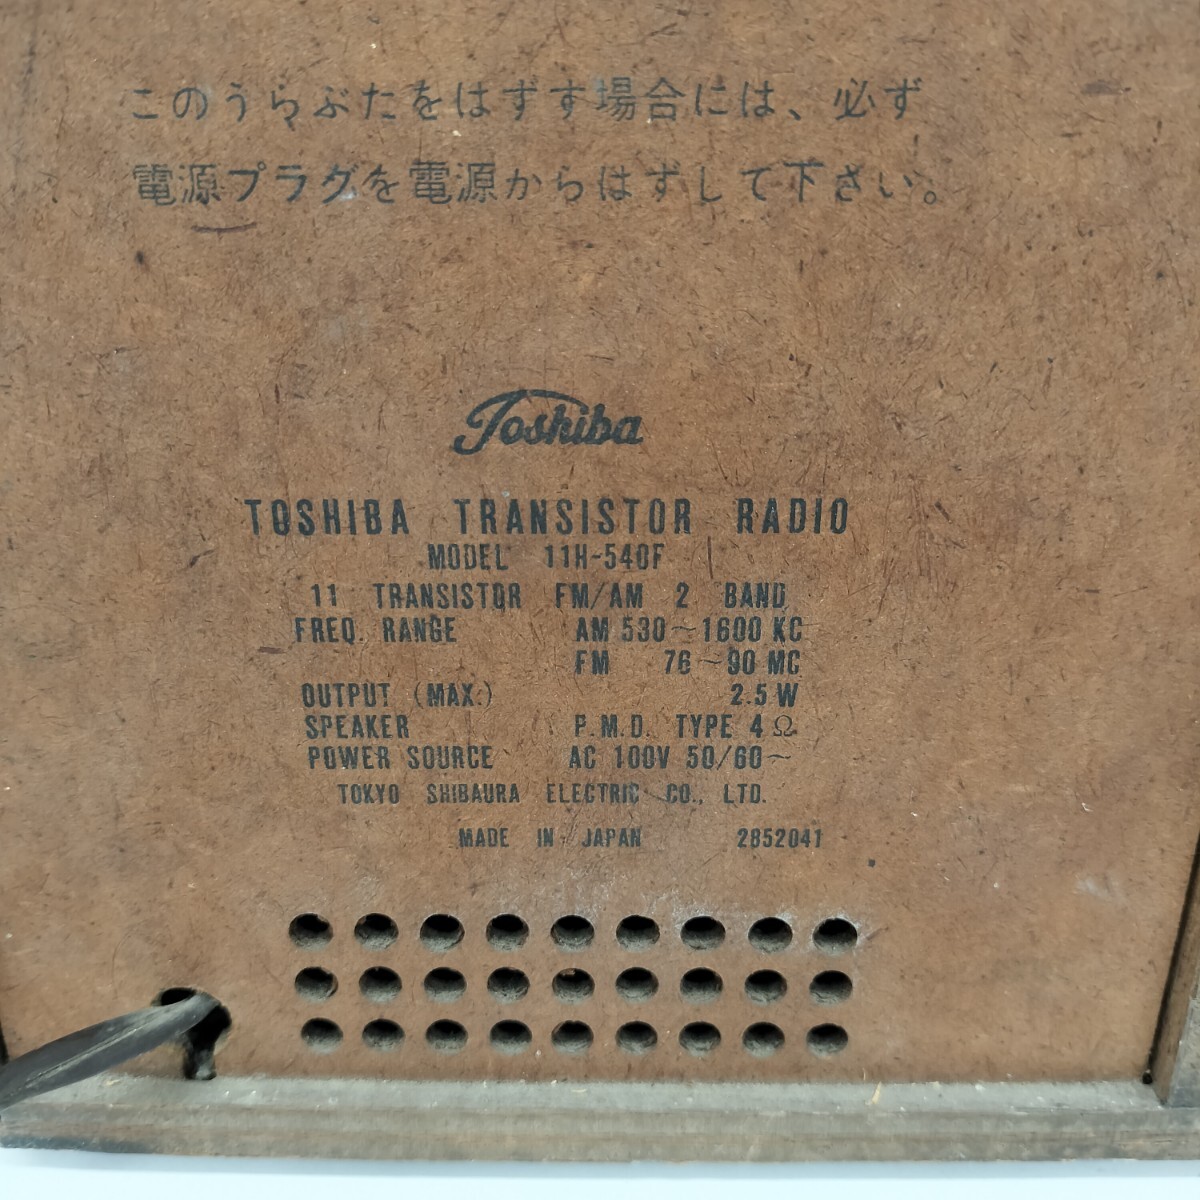 このうらぶたをはずす場合には、必ず
電源プラグを電源からはずして下さい。
Toshiba
TOSHIBA TRANSISTOR RADIO
MODEL 11H-540F
11 TRANSISTOR FM/AM 2 BAND
FREQ. RANGE AM 530~1600 KC
FM 76~90 MC
OUTPUT (MAX.) 2.5 W
SPEAKER P.M.D. TYPE 4Ω
POWER SOURCE AC 100V 50/60~
TOKYO SHIBAURA ELECTRIC CO., LTD.
MADE IN JAPAN 2852041